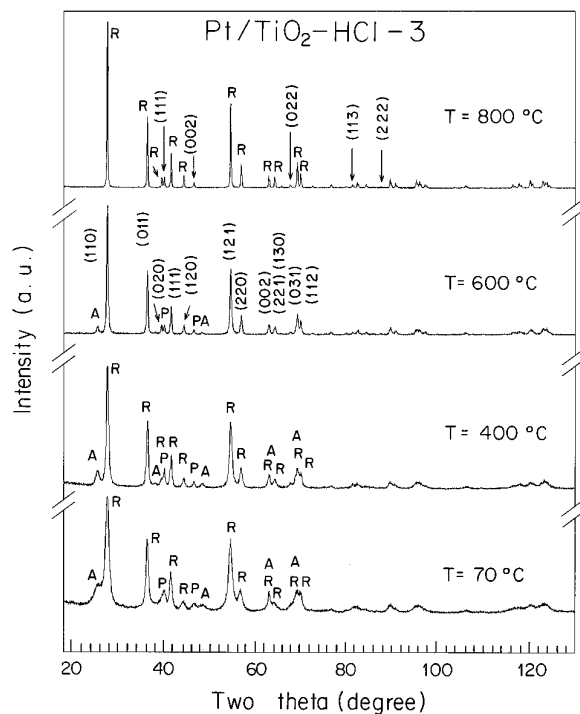 Pt/TiO₂-HCl-3
R
R
R
(111)
R
R
(002)
R
R
R R
(022)
R
R
(113)
(222)
T = 800 °C
A
(110)
(011)
(020)
P
(111)
(120)
P A
(121)
(220)
(002)
(221)
(130)
(031)
(112)
T = 600 °C
A
R
R
A
R
P
R
R
P
A
R
R
A
R
R
A
R
R
T = 400 °C
A
R
R
P
R
R
P
A
R
R
A
R
R
A
R
R
T = 70 °C
Intensity (a. u.)
20 40 60 80 100 120
Two theta (degree)